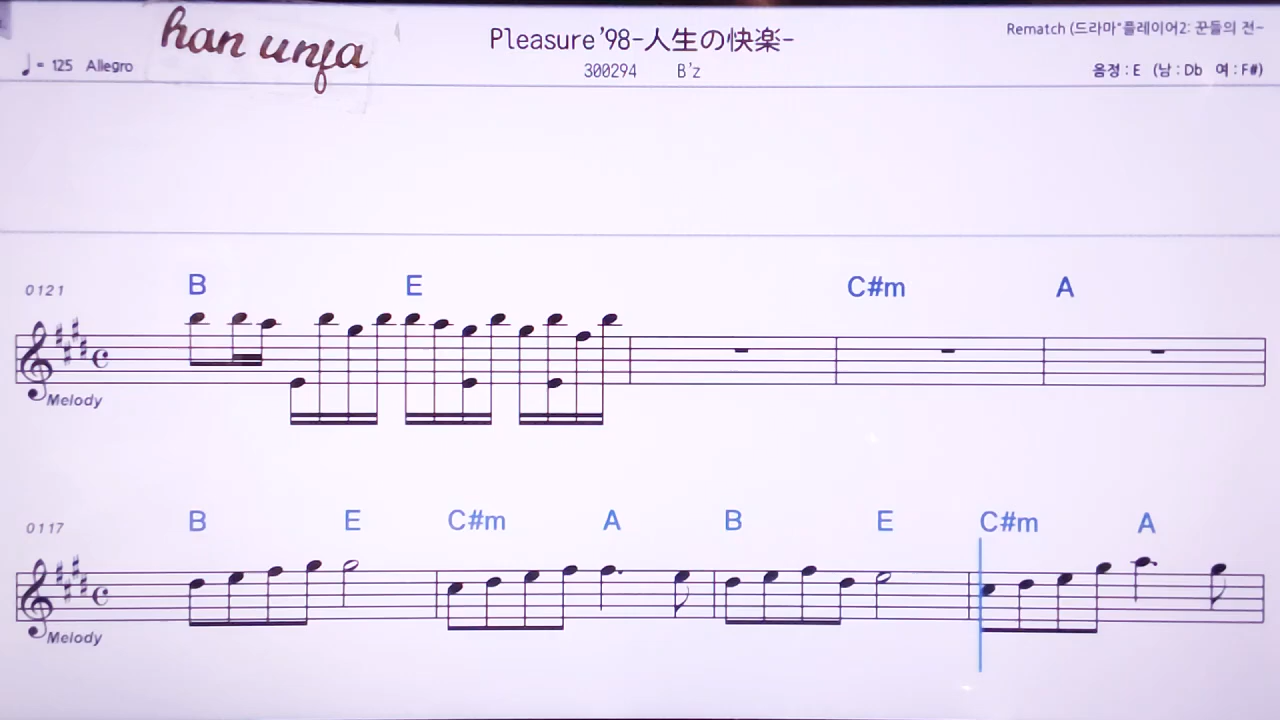 han unfa
Pleasure'98-人生の快楽-
Rematch (드라마"플레이어2: 꾼들의 전-
♩= 125 Allegro
300294 B'z
음정 : E (남 : Db 여 : F#)
0121
B E C#m A
Melody
0117
B E C#m A B E C#m A
Melody